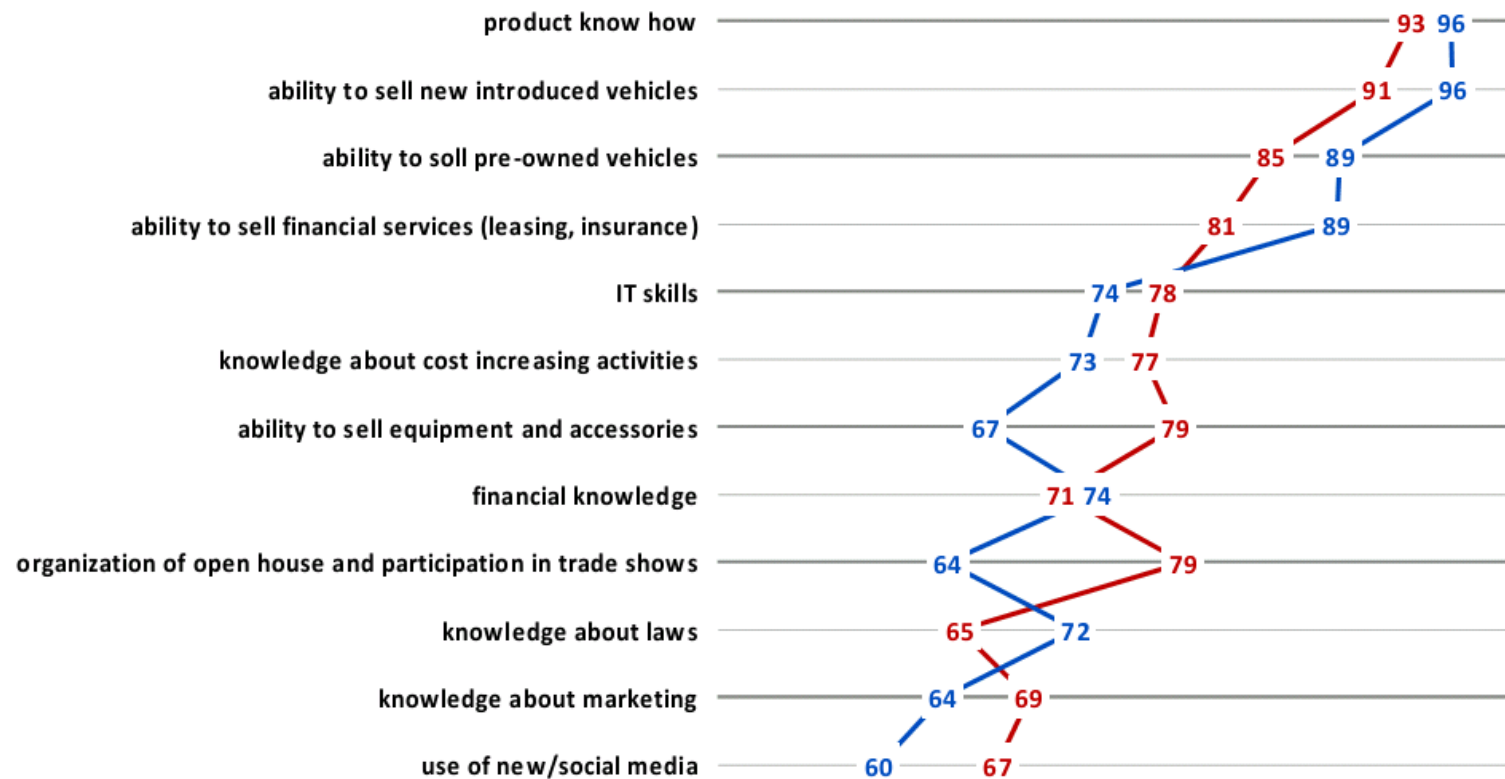 product know how 93 96
ability to sell new introduced vehicles 91 96
ability to soll pre-owned vehicles 85 89
ability to sell financial services (leasing, insurance) 81 89
IT skills 74 78
knowledge about cost increasing activities 73 77
ability to sell equipment and accessories 67 79
financial knowledge 71 74
organization of open house and participation in trade shows 64 79
knowledge about laws 65 72
knowledge about marketing 64 69
use of new/social media 60 67